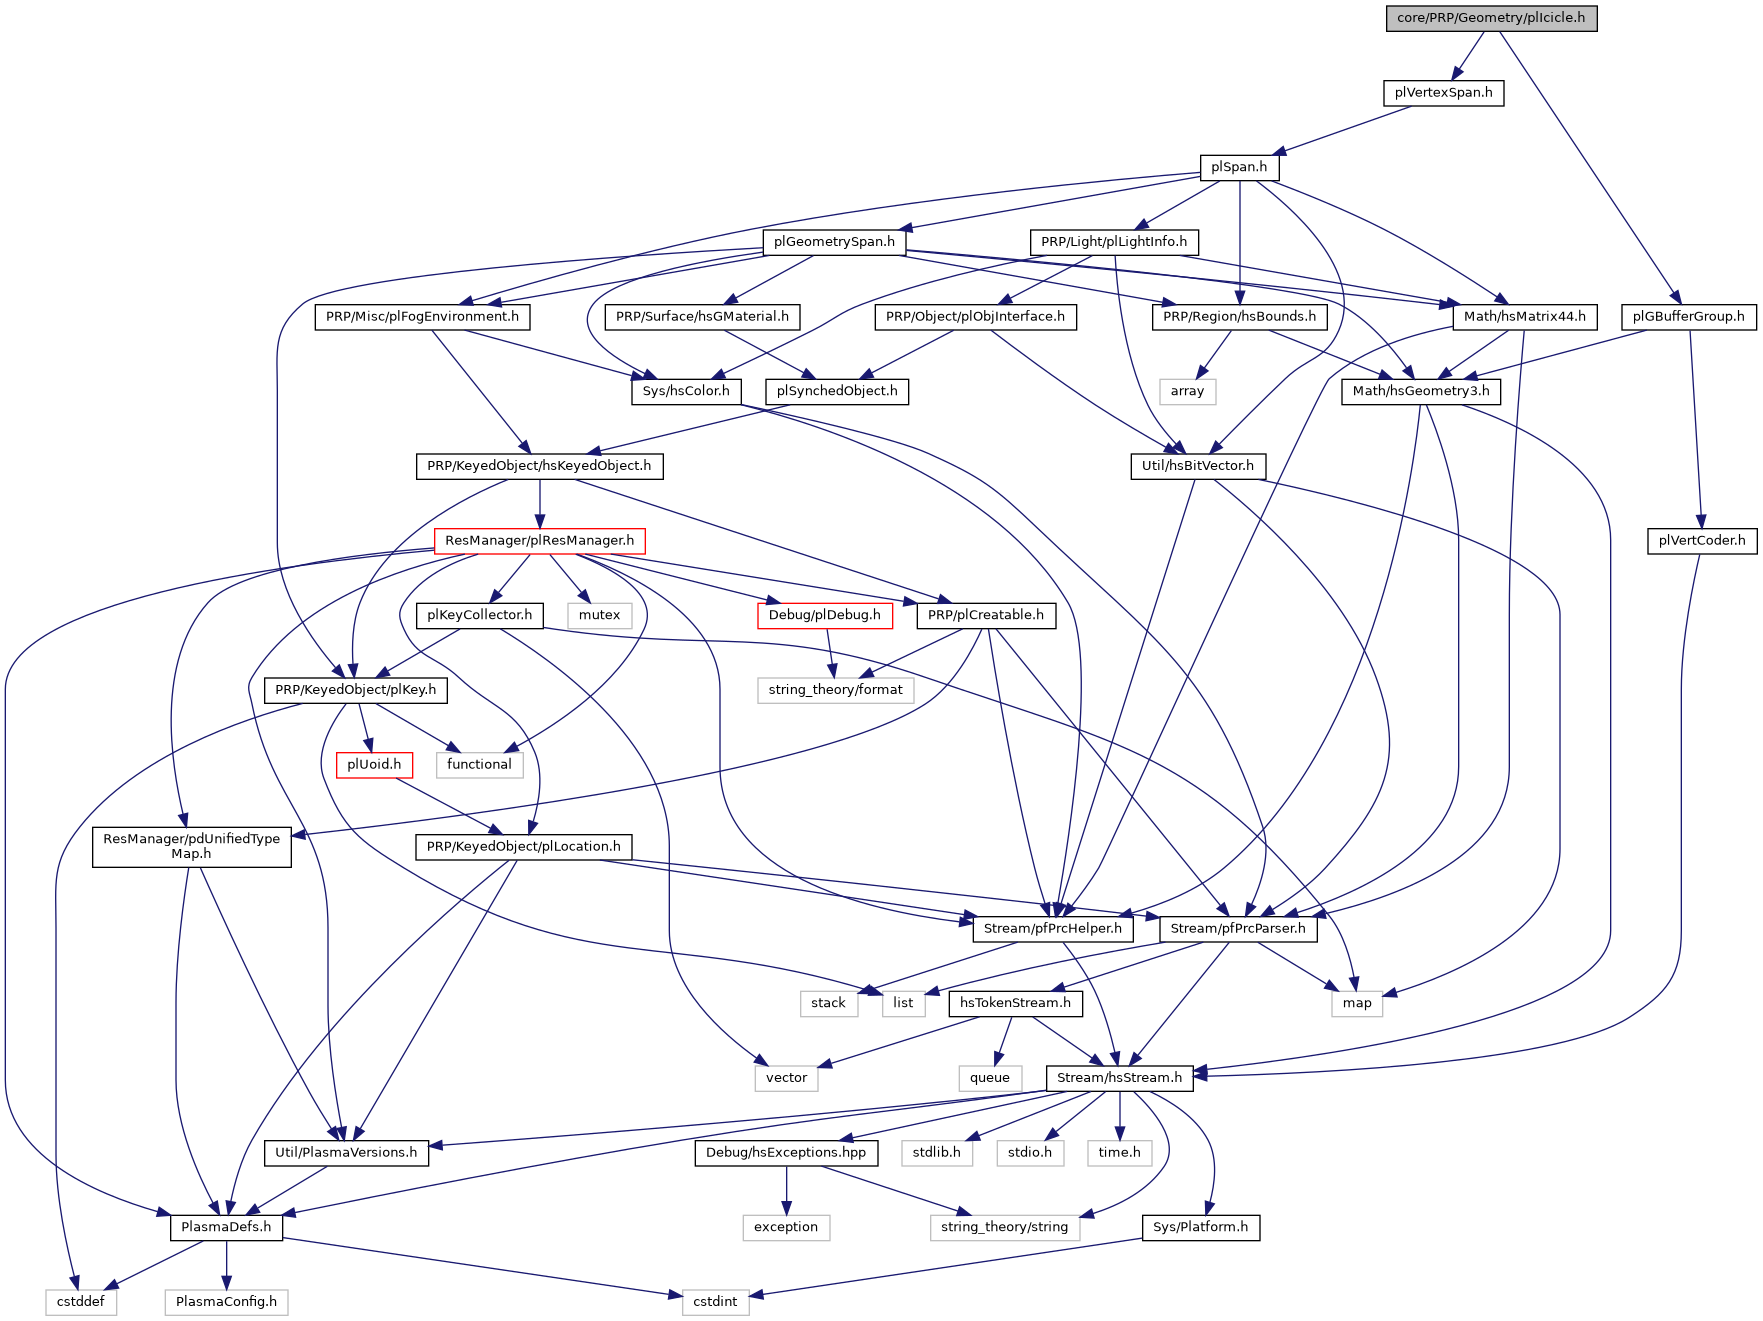 core/PRP/Geometry/plIcicle.h
plVertexSpan.h
plSpan.h
plGeometrySpan.h
PRP/Light/plLightInfo.h
PRP/Misc/plFogEnvironment.h
PRP/Surface/hsGMaterial.h
PRP/Object/plObjInterface.h
PRP/Region/hsBounds.h
Math/hsMatrix44.h
plGBufferGroup.h
Sys/hsColor.h
plSynchedObject.h
array
Math/hsGeometry3.h
PRP/KeyedObject/hsKeyedObject.h
Util/hsBitVector.h
ResManager/plResManager.h
plVertCoder.h
plKeyCollector.h
mutex
Debug/plDebug.h
PRP/plCreatable.h
PRP/KeyedObject/plKey.h
string_theory/format
plUoid.h
functional
ResManager/pdUnifiedType
Map.h
PRP/KeyedObject/plLocation.h
Stream/pfPrcHelper.h
Stream/pfPrcParser.h
stack
list
hsTokenStream.h
map
vector
queue
Stream/hsStream.h
Util/PlasmaVersions.h
Debug/hsExceptions.hpp
stdlib.h
stdio.h
time.h
PlasmaDefs.h
exception
string_theory/string
Sys/Platform.h
cstddef
PlasmaConfig.h
cstdint